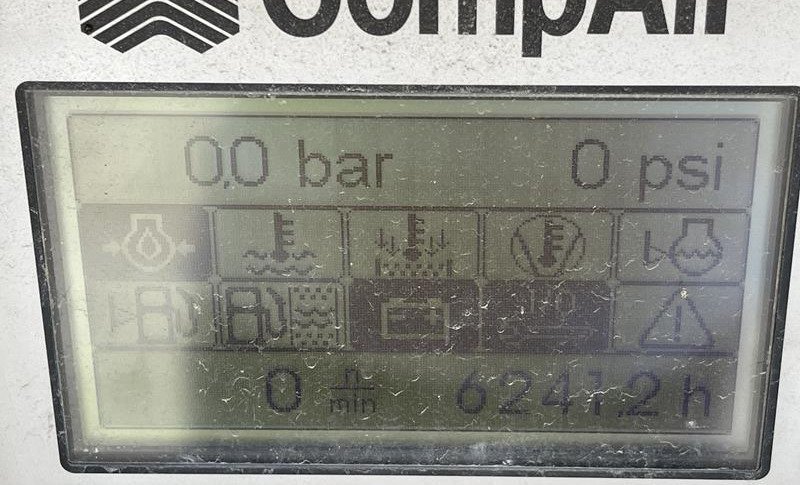 CompAir
0,0 bar 0 psi
0 n/min 6241,2 h